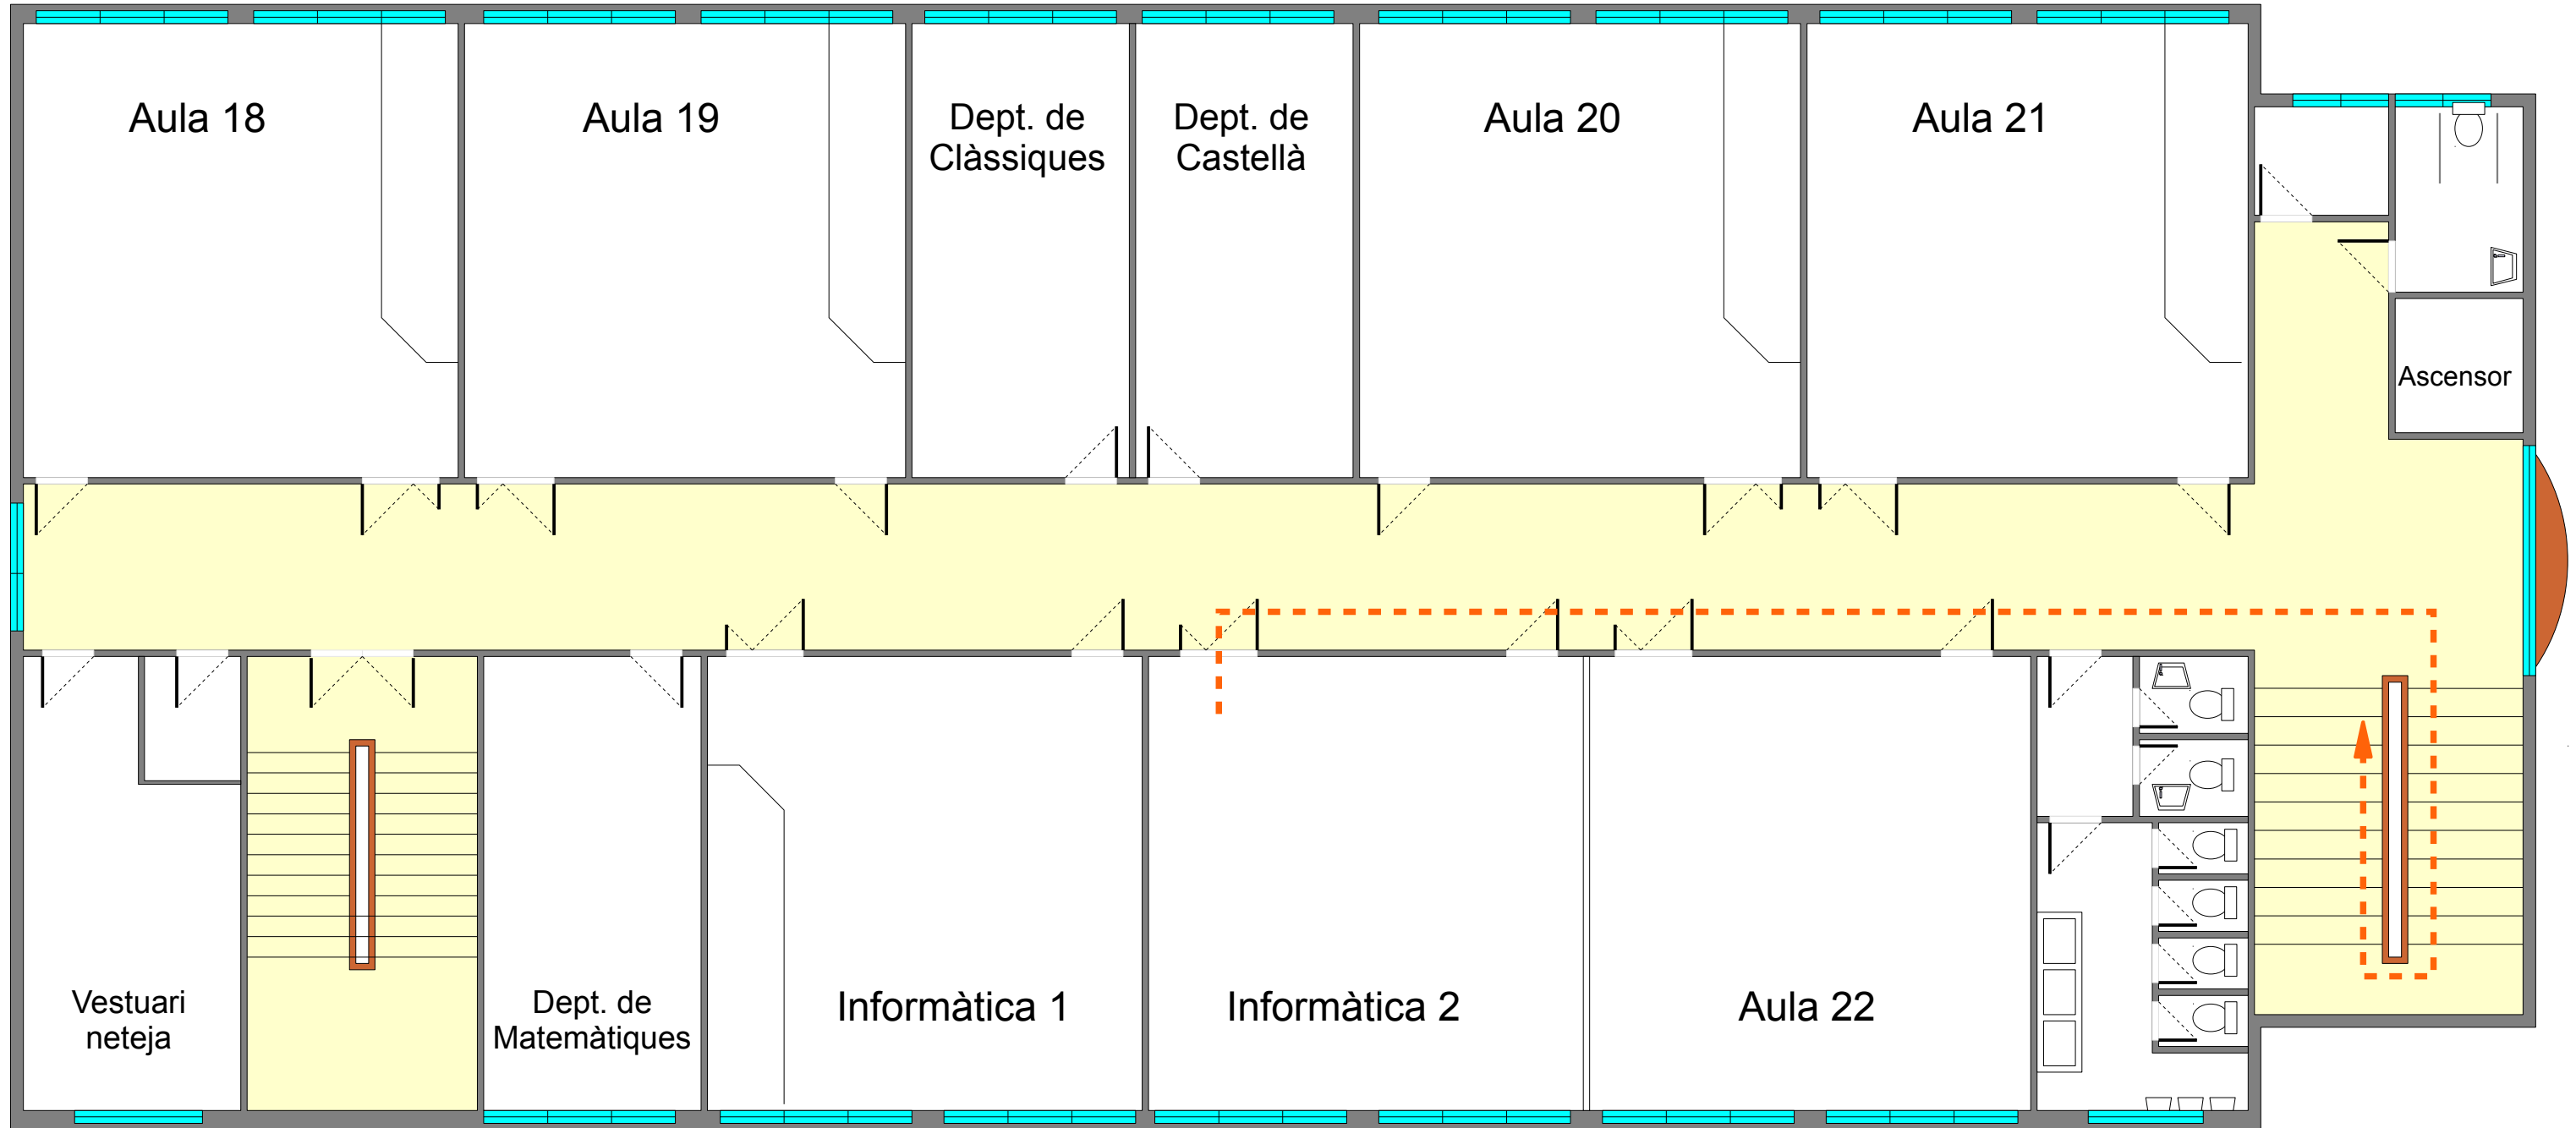 Aula 18
Aula 19
Dept. de
Clàssiques
Dept. de
Castellà
Aula 20
Aula 21
Ascensor
Vestuari
neteja
Dept. de
Matemàtiques
Informàtica 1
Informàtica 2
Aula 22